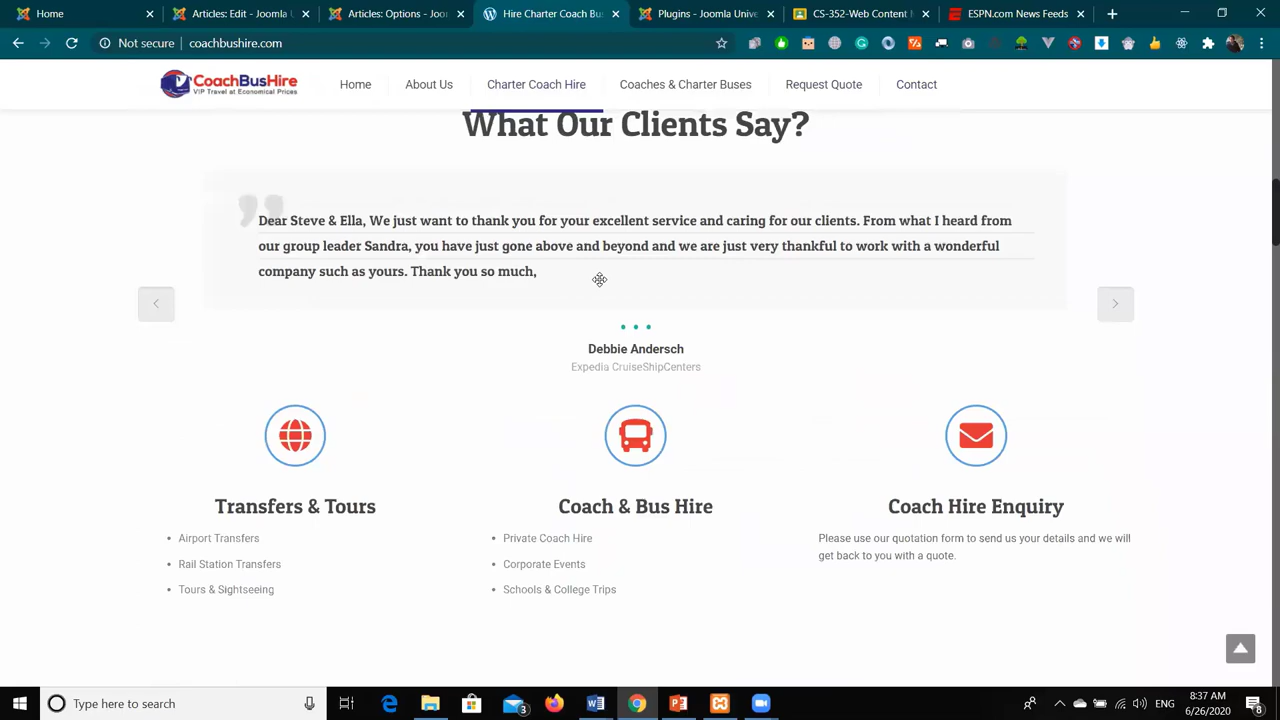 Home
Articles: Edit - Joomla U
Articles: Options - Joom
Hire Charter Coach Bus
Plugins - Joomla Univers
CS-352-Web Content M
ESPN.com News Feeds
Not secure
coachbushire.com
CoachBusHire
VIP Travel at Economical Prices
Home
About Us
Charter Coach Hire
Coaches & Charter Buses
Request Quote
Contact
What Our Clients Say?
Dear Steve & Ella, We just want to thank you for your excellent service and caring for our clients. From what I heard from
our group leader Sandra, you have just gone above and beyond and we are just very thankful to work with a wonderful
company such as yours. Thank you so much,
Debbie Andersch
Expedia CruiseShipCenters
Transfers & Tours
Airport Transfers
Rail Station Transfers
Tours & Sightseeing
Coach & Bus Hire
Private Coach Hire
Corporate Events
Schools & College Trips
Coach Hire Enquiry
Please use our quotation form to send us your details and we will
get back to you with a quote.
Type here to search
3
ENG
8:37 AM
6/26/2020
8